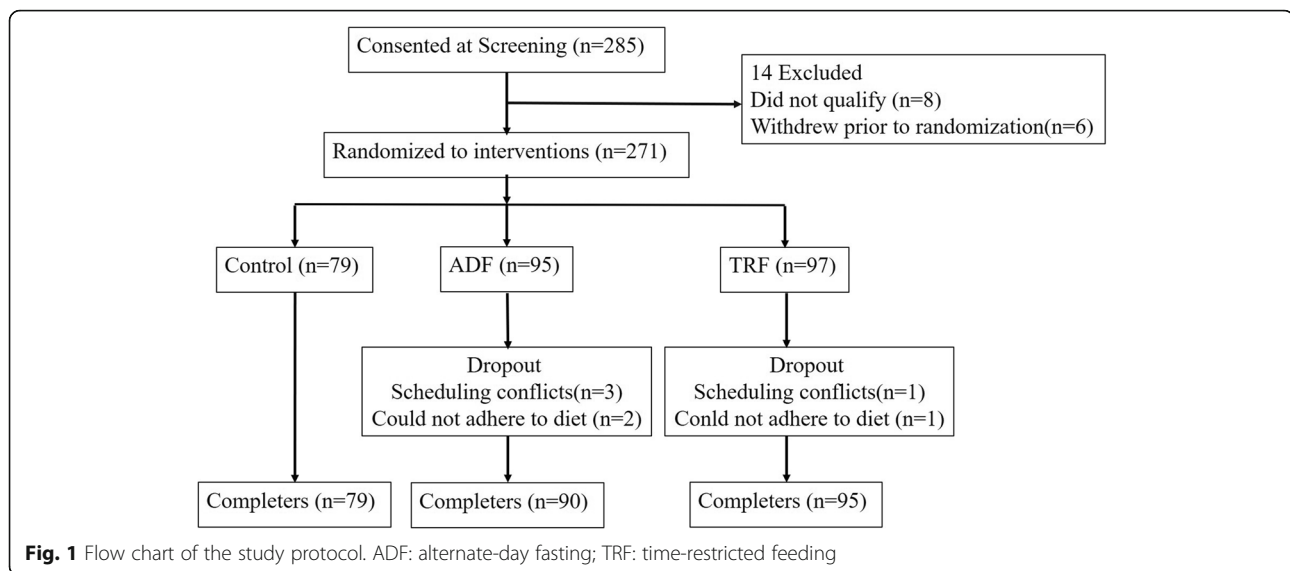 Consented at Screening (n=285)
14 Excluded
Did not qualify (n=8)
Withdrew prior to randomization(n=6)
Randomized to interventions (n=271)
Control (n=79)
ADF (n=95)
TRF (n=97)
Dropout
Scheduling conflicts(n=3)
Could not adhere to diet (n=2)
Dropout
Scheduling conflicts(n=1)
Conld not adhere to diet (n=1)
Completers (n=79)
Completers (n=90)
Completers (n=95)
Fig. 1 Flow chart of the study protocol. ADF: alternate-day fasting; TRF: time-restricted feeding